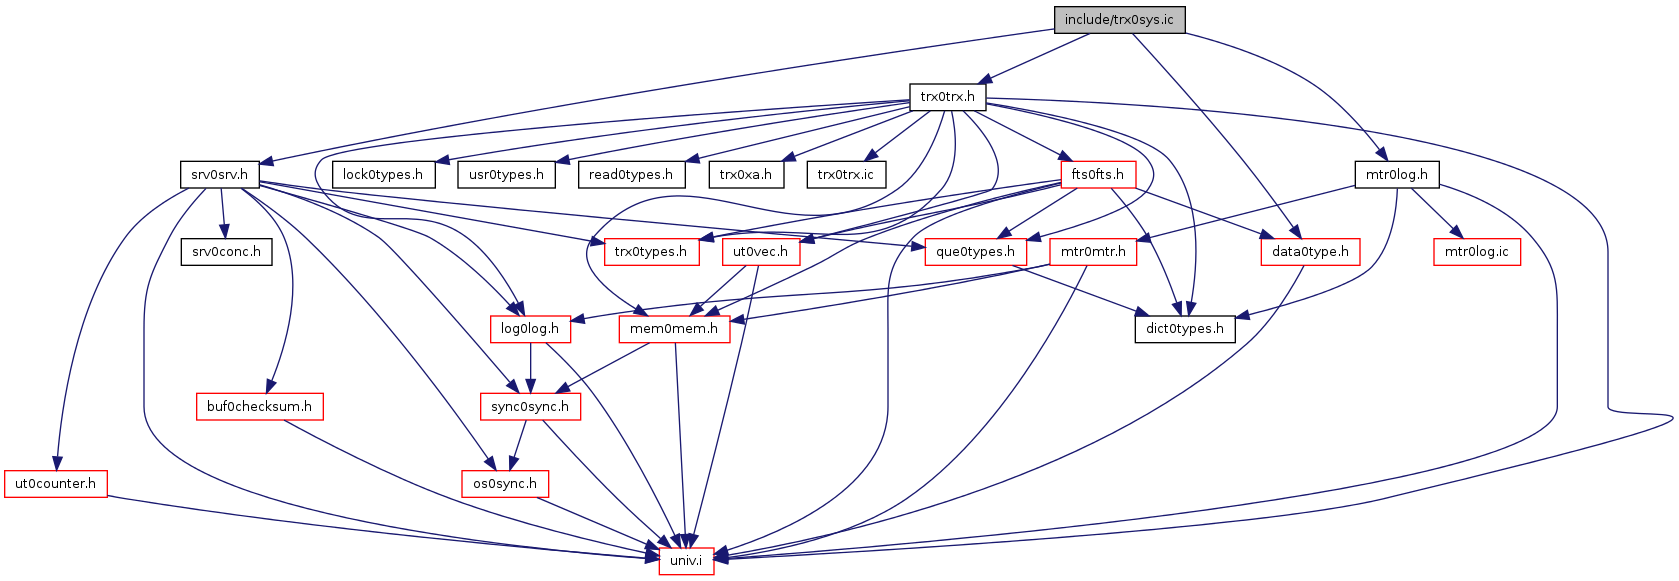 include/trx0sys.ic
trx0trx.h
srv0srv.h
lock0types.h
usr0types.h
read0types.h
trx0xa.h
trx0trx.ic
fts0fts.h
mtr0log.h
srv0conc.h
trx0types.h
ut0vec.h
que0types.h
mtr0mtr.h
data0type.h
mtr0log.ic
log0log.h
mem0mem.h
dict0types.h
buf0checksum.h
sync0sync.h
ut0counter.h
os0sync.h
univ.i